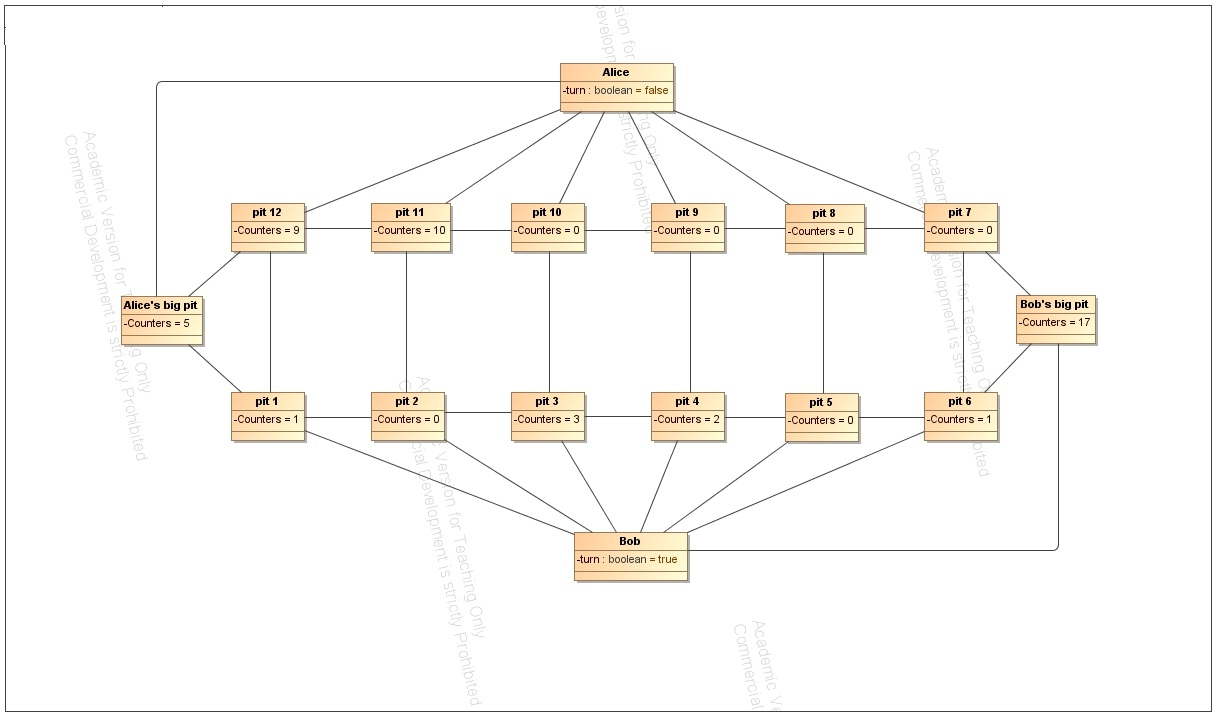 Alice
-turn : boolean = false
pit 12
-Counters = 9
pit 11
-Counters = 10
pit 10
-Counters = 0
pit 9
-Counters = 0
pit 8
-Counters = 0
pit 7
-Counters = 0
Alice's big pit
-Counters = 5
Bob's big pit
-Counters = 17
pit 1
-Counters = 1
pit 2
-Counters = 0
pit 3
-Counters = 3
pit 4
-Counters = 2
pit 5
-Counters = 0
pit 6
-Counters = 1
Bob
-turn : boolean = true
Academic Version for Teaching Only
Commercial Development is strictly Prohibited